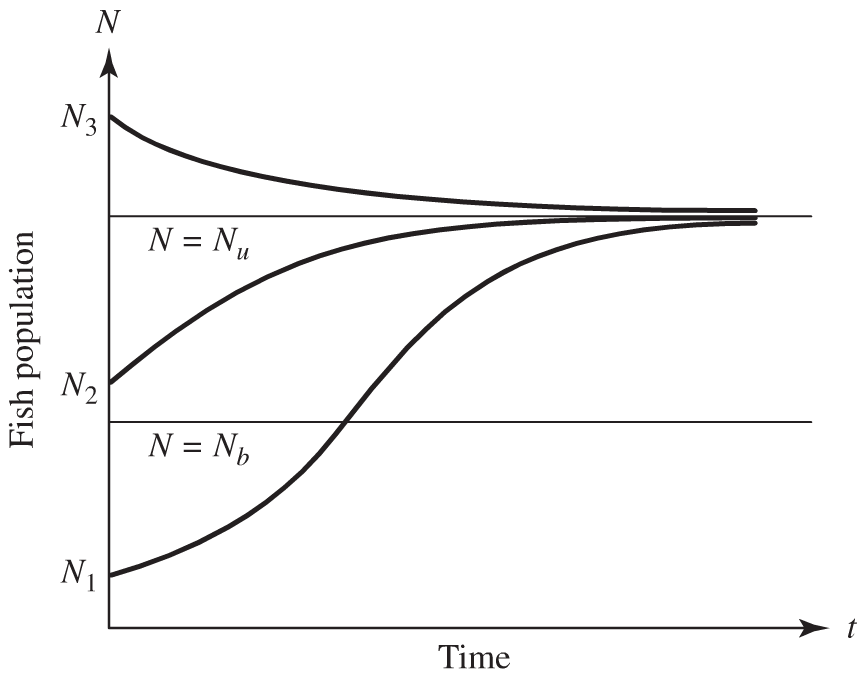 N
N3
N = Nu
Fish population
N2
N = Nb
N1
t
Time